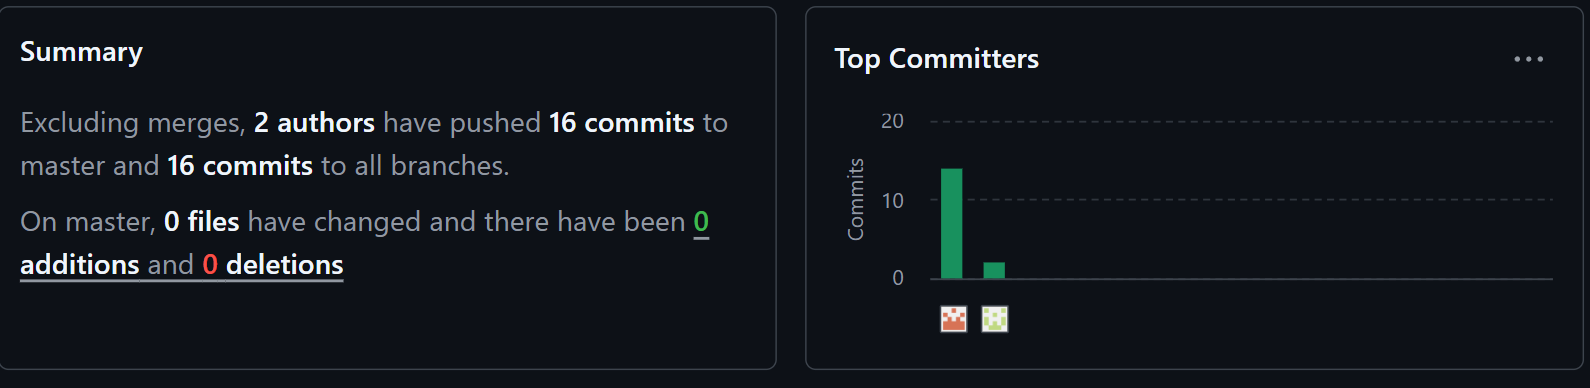 Summary
Excluding merges, 2 authors have pushed 16 commits to
master and 16 commits to all branches.
On master, 0 files have changed and there have been 0
additions and 0 deletions
Top Committers
20
10
0
Commits